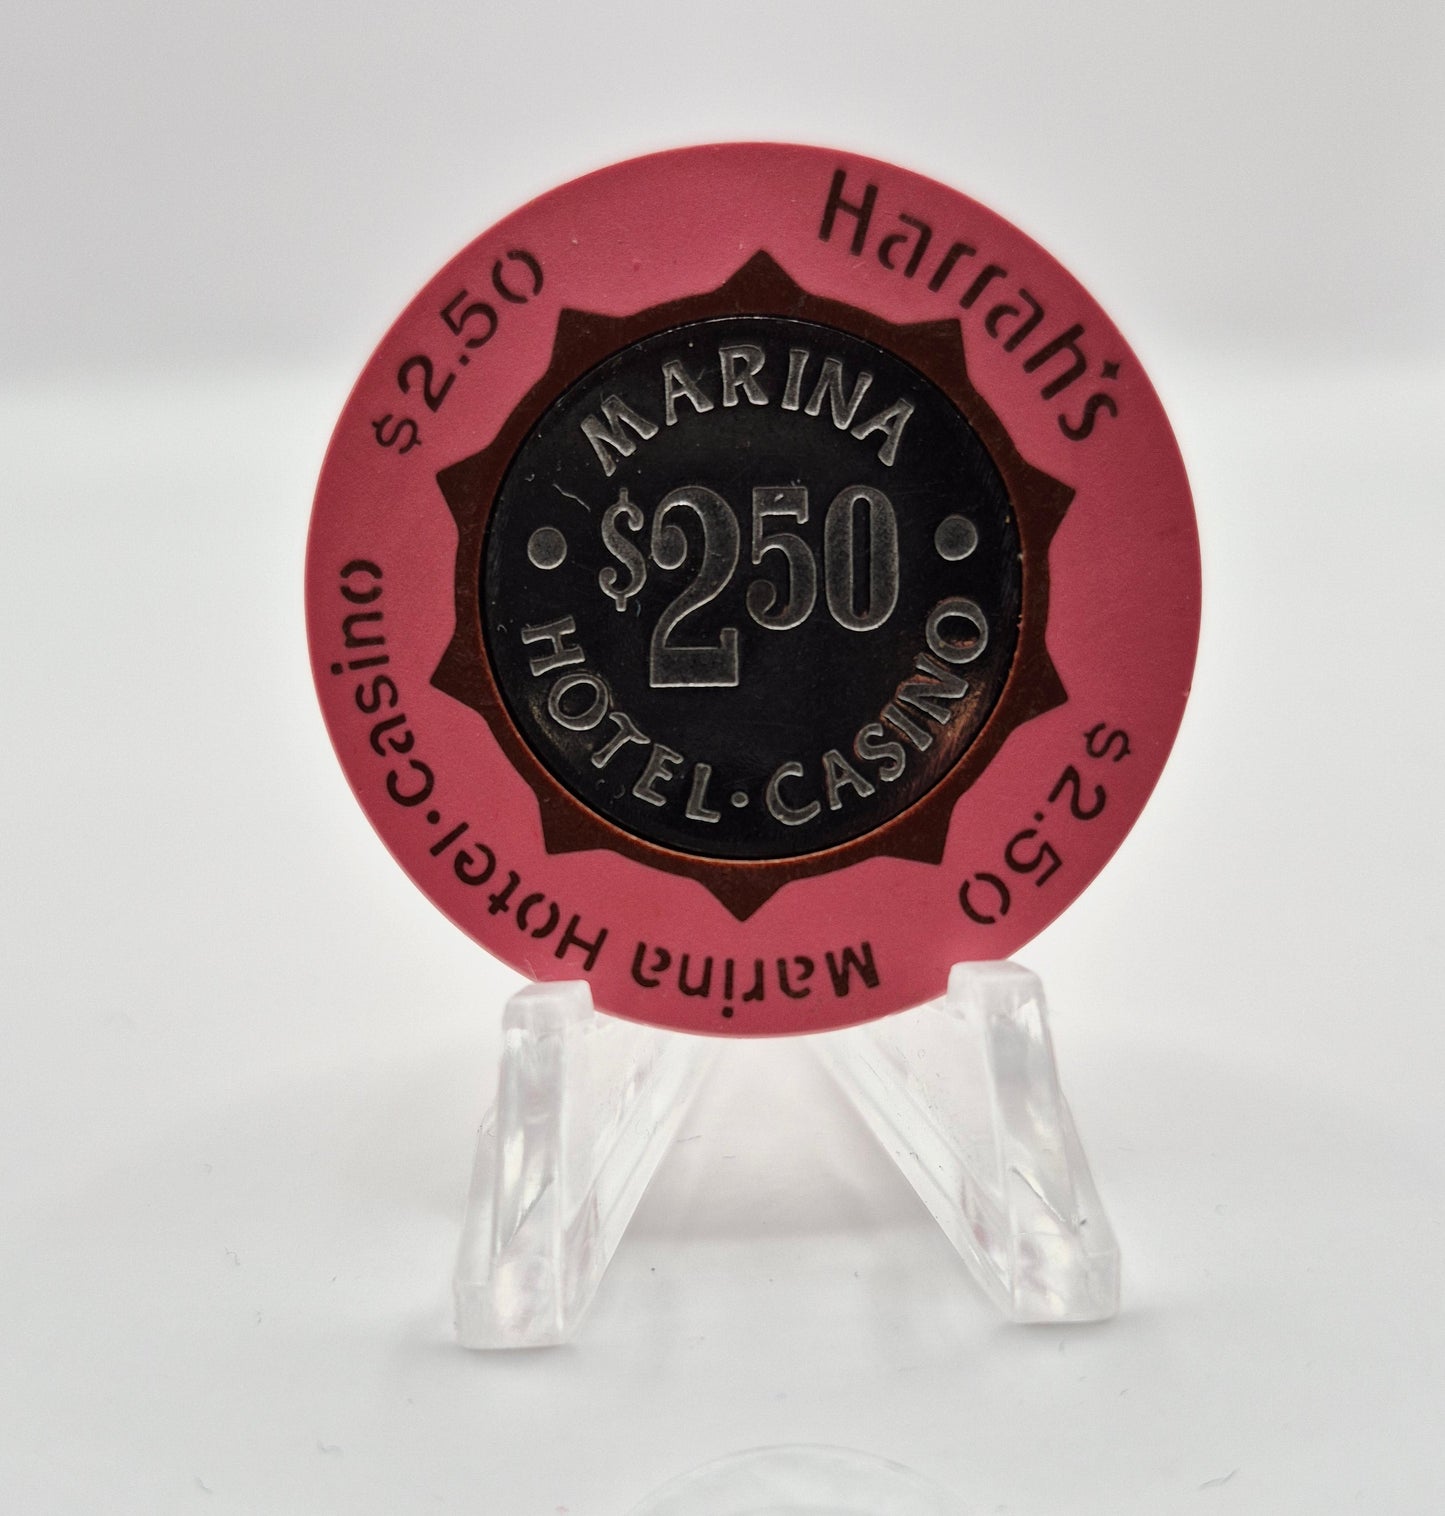 Harrah's
$2.50
Marina Hotel·Casino
$2.50
MARINA
$2.50
HOTEL·CASINO